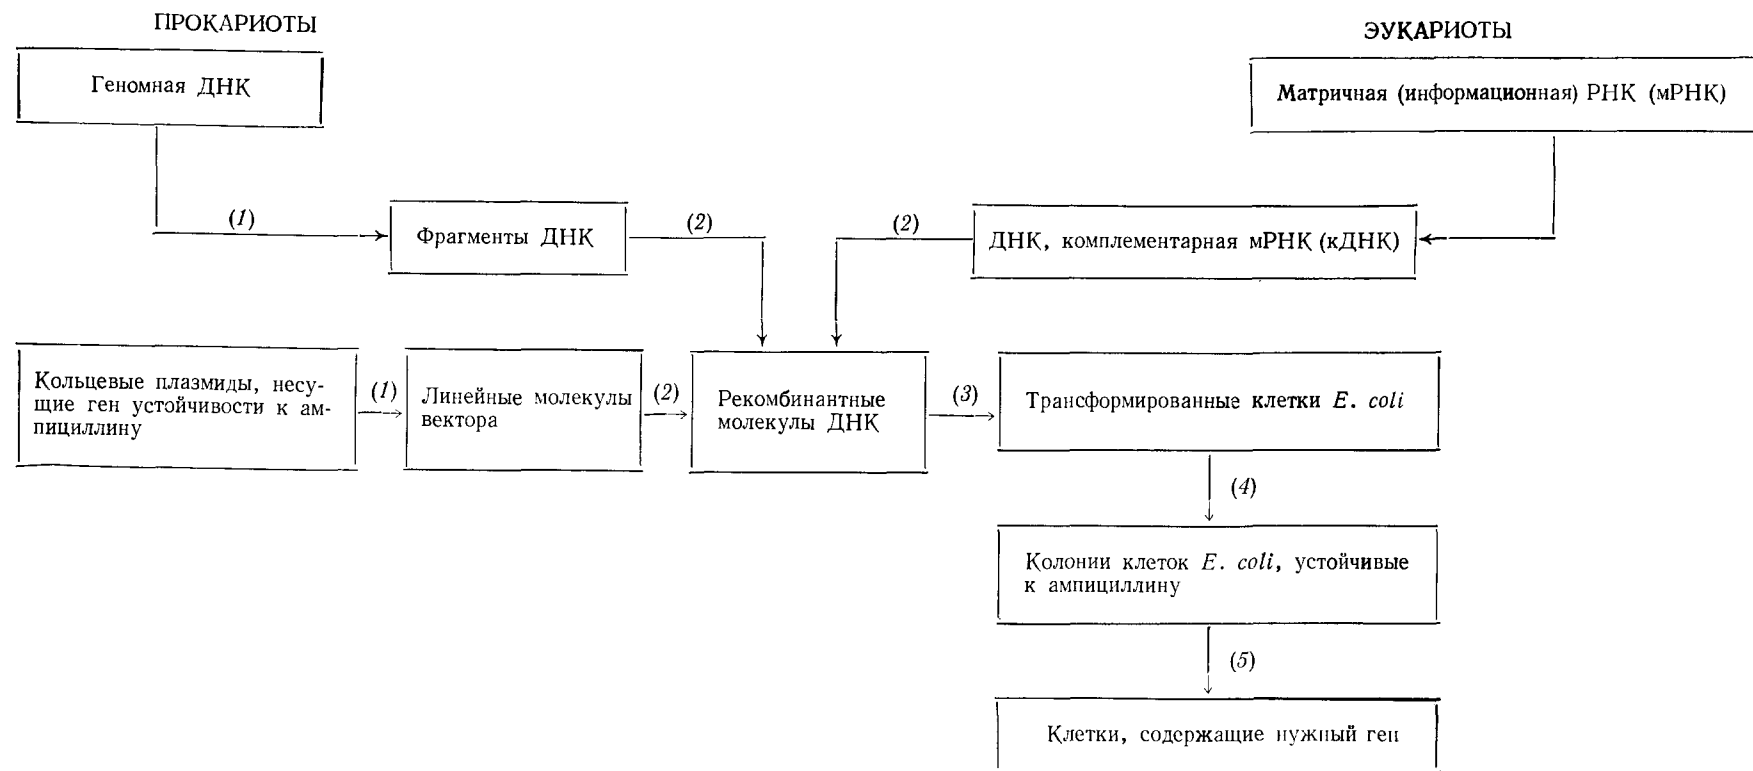 ПРОКАРИОТЫ
ЭУКАРИОТЫ
Геномная ДНК
Матричная (информационная) РНК (мРНК)
(1)
Фрагменты ДНК
(2)
(2)
ДНК, комплементарная мРНК (кДНК)
Кольцевые плазмиды, несу-
щие ген устойчивости к ам-
пициллину
(1)
Линейные молекулы
вектора
(2)
Рекомбинантные
молекулы ДНК
(3)
Трансформированные клетки E. coli
(4)
Колонии клеток E. coli, устойчивые
к ампициллину
(5)
Клетки, содержащие нужный ген